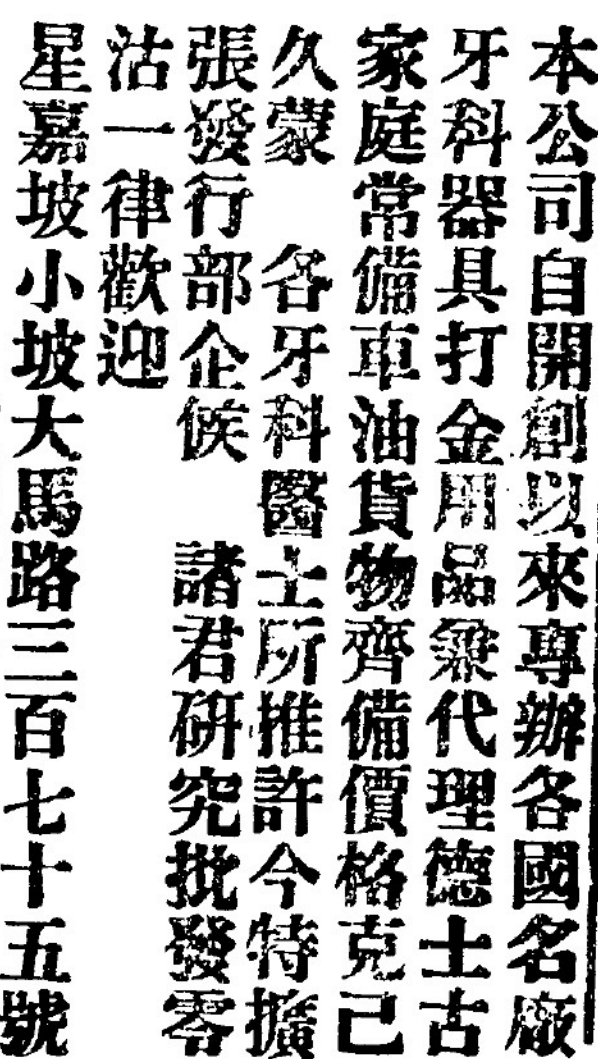 本公司自開創以來專辦各國名廠
牙科器具打金用品兼代理德士古
家庭常備車油貨物齊備價格克己
久蒙　各牙科醫士所推許今特擴
張發行部企候　諸君研究批發零
沽一律歡迎
星嘉坡小坡大馬路三百七十五號